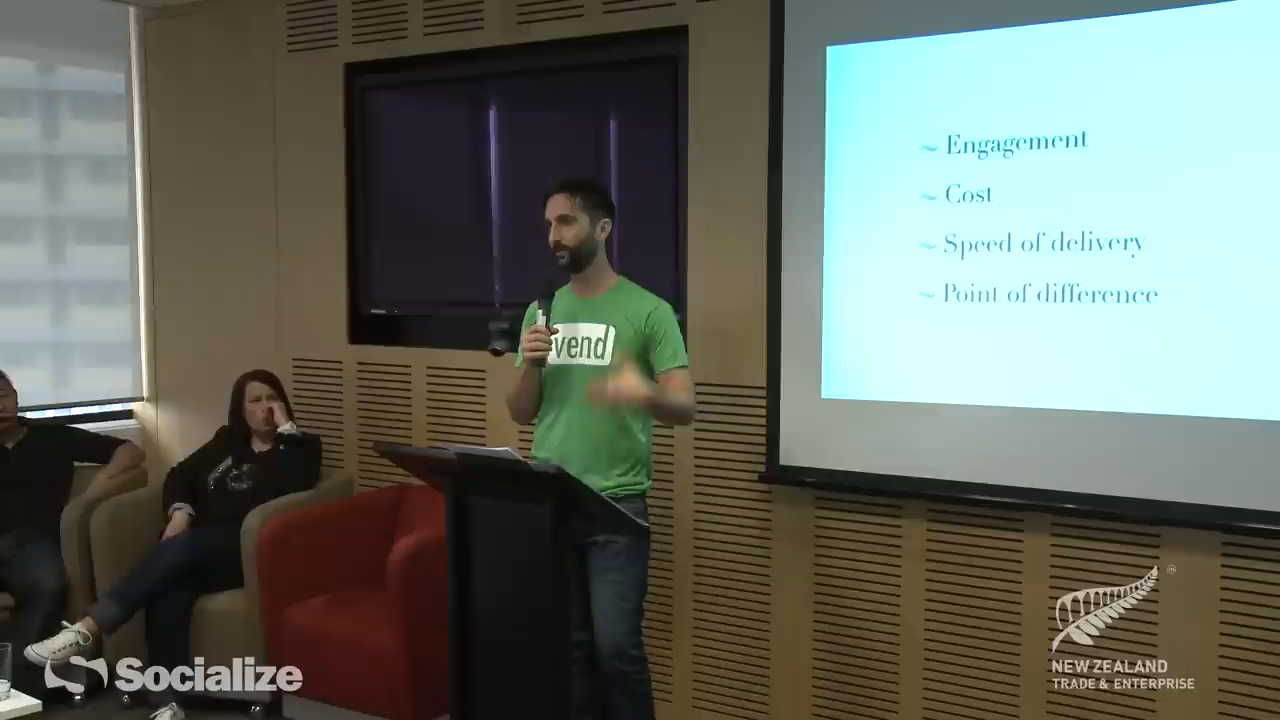 ~ Engagement
~ Cost
~ Speed of delivery
~ Point of difference
vend
Socialize
NEW ZEALAND
TRADE & ENTERPRISE